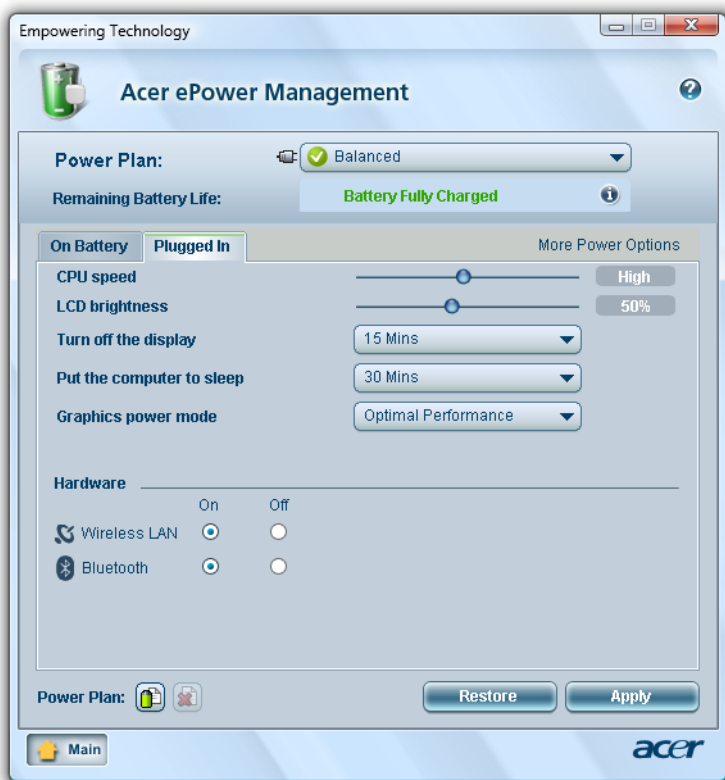 Empowering Technology
Acer ePower Management
Power Plan: Balanced
Remaining Battery Life: Battery Fully Charged
On Battery Plugged In More Power Options
CPU speed High
LCD brightness 50%
Turn off the display 15 Mins
Put the computer to sleep 30 Mins
Graphics power mode Optimal Performance
Hardware
On Off
Wireless LAN
Bluetooth
Power Plan: Restore Apply
Main acer